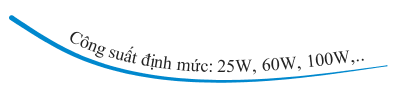 Công suất định mức: 25W, 60W, 100W,..